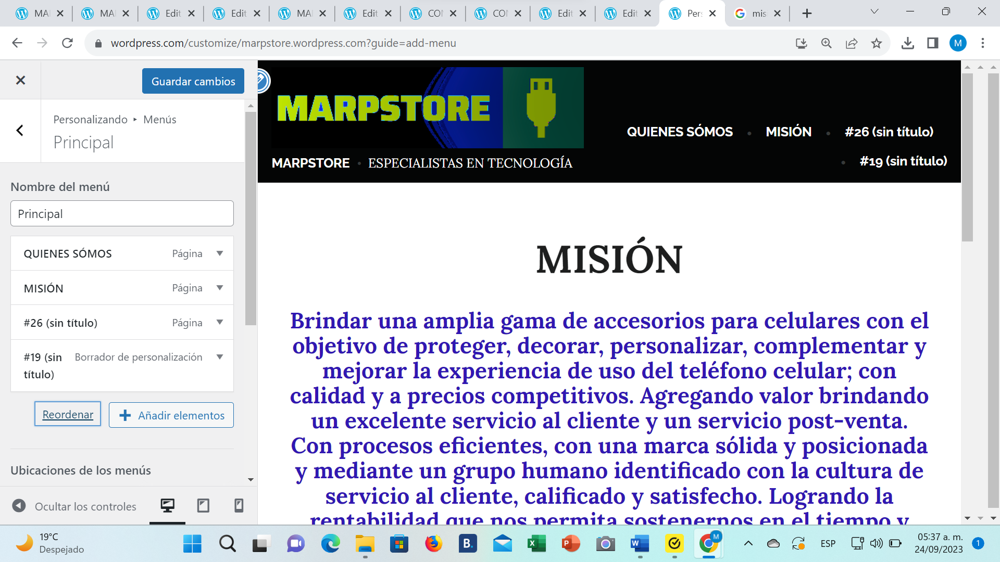 MA
MA
Edit
Edit
MA
Edit
CO
CO
Edit
Edit
Pers
mis
wordpress.com/customize/marpstore.wordpress.com?guide=add-menu
M
Guardar cambios
Personalizando ▸ Menús
Principal
Nombre del menú
Principal
QUIENES SÓMOS Página
MISIÓN Página
#26 (sin título) Página
#19 (sin título) Borrador de personalización
Reordenar
+ Añadir elementos
Ubicaciones de los menús
Ocultar los controles
MARPSTORE
MARPSTORE • ESPECIALISTAS EN TECNOLOGÍA
QUIENES SÓMOS • MISIÓN • #26 (sin título)
• #19 (sin título)
MISIÓN
Brindar una amplia gama de accesorios para celulares con el
objetivo de proteger, decorar, personalizar, complementar y
mejorar la experiencia de uso del teléfono celular; con
calidad y a precios competitivos. Agregando valor brindando
un excelente servicio al cliente y un servicio post-venta.
Con procesos eficientes, con una marca sólida y posicionada
y mediante un grupo humano identificado con la cultura de
servicio al cliente, calificado y satisfecho. Logrando la
rentabilidad que nos permita sostenernos en el tiempo y
19°C
Despejado
B.
X
P
W
M
ESP
05:37 a. m.
24/09/2023
1